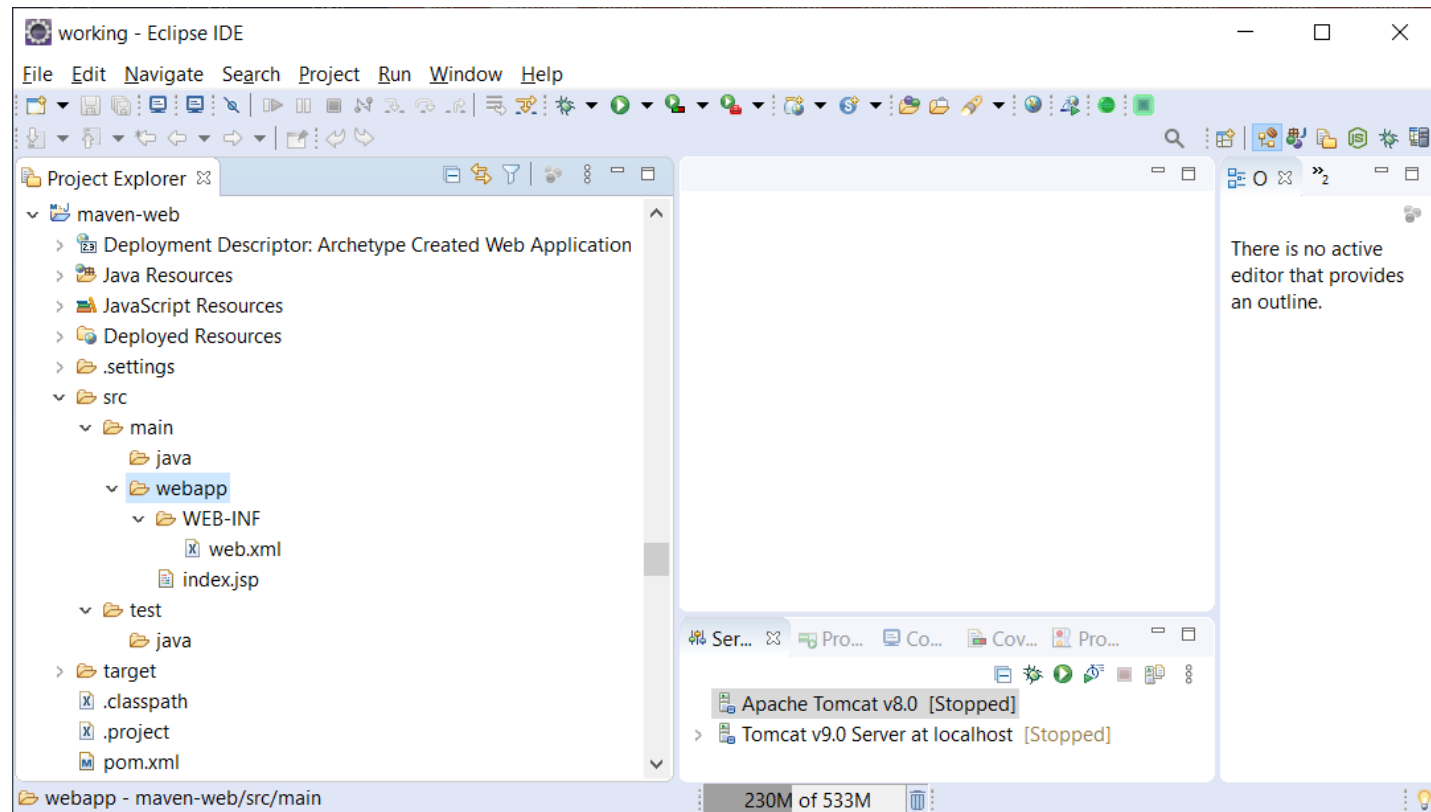 working - Eclipse IDE
File Edit Navigate Search Project Run Window Help
Project Explorer
maven-web
Deployment Descriptor: Archetype Created Web Application
Java Resources
JavaScript Resources
Deployed Resources
.settings
src
main
java
webapp
WEB-INF
web.xml
index.jsp
test
java
target
.classpath
.project
pom.xml
O »2
There is no active
editor that provides
an outline.
Ser... Pro... Co... Cov... Pro...
Apache Tomcat v8.0 [Stopped]
Tomcat v9.0 Server at localhost [Stopped]
webapp - maven-web/src/main
230M of 533M